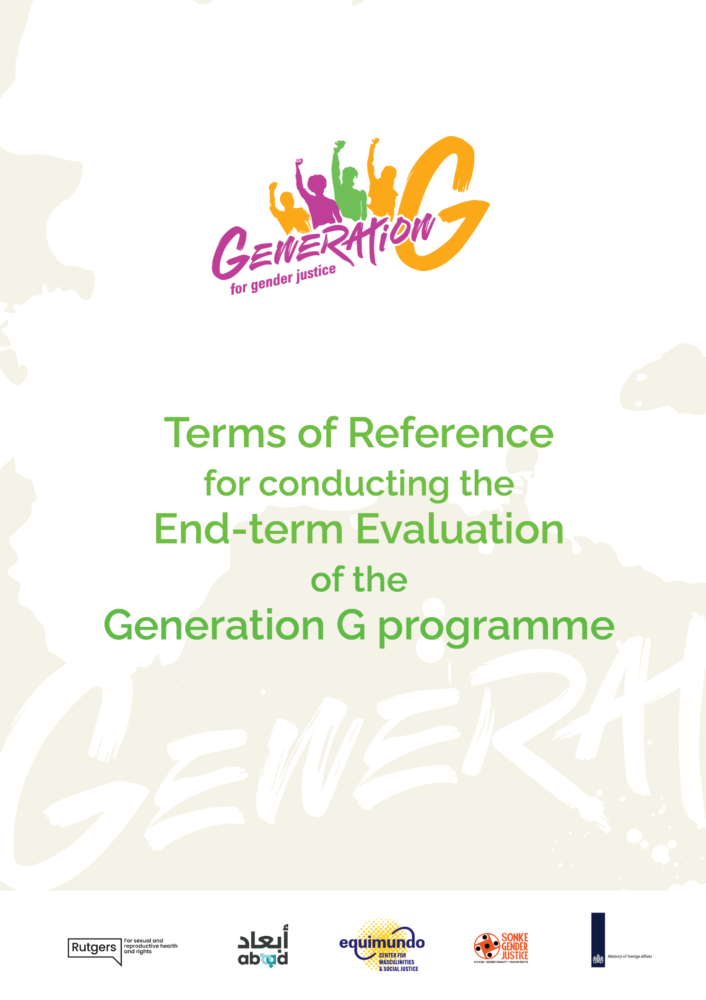 GENERATION G
for gender justice
Terms of Reference
for conducting the
End-term Evaluation
of the
Generation G programme
GENERAT
Rutgers
For sexual and
reproductive health
and rights
أبعاد
abaad
equimundo
CENTER FOR
MASCULINITIES
& SOCIAL JUSTICE
SONKE
GENDER
JUSTICE
HIV/AIDS • GENDER EQUALITY • HUMAN RIGHTS
Ministry of Foreign Affairs